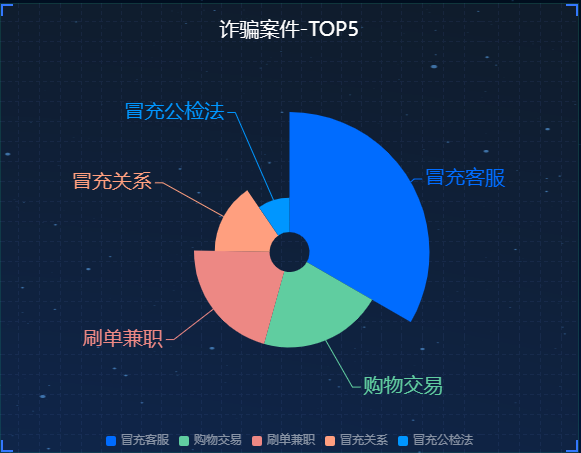 诈骗案件-TOP5
冒充公检法
冒充客服
冒充关系
刷单兼职
购物交易
冒充客服 购物交易 刷单兼职 冒充关系 冒充公检法